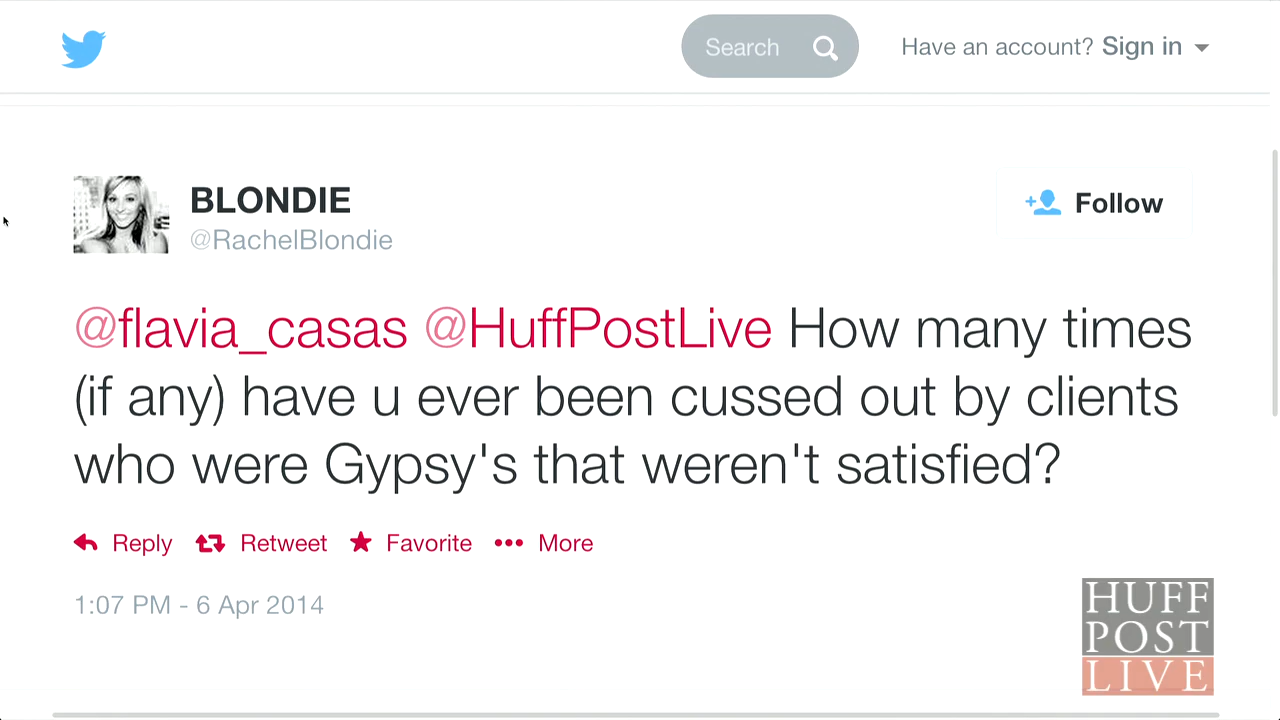 Search
Have an account? Sign in
BLONDIE
@RachelBlondie
Follow
@flavia_casas @HuffPostLive How many times
(if any) have u ever been cussed out by clients
who were Gypsy's that weren't satisfied?
Reply Retweet Favorite More
1:07 PM - 6 Apr 2014
HUFF
POST
LIVE